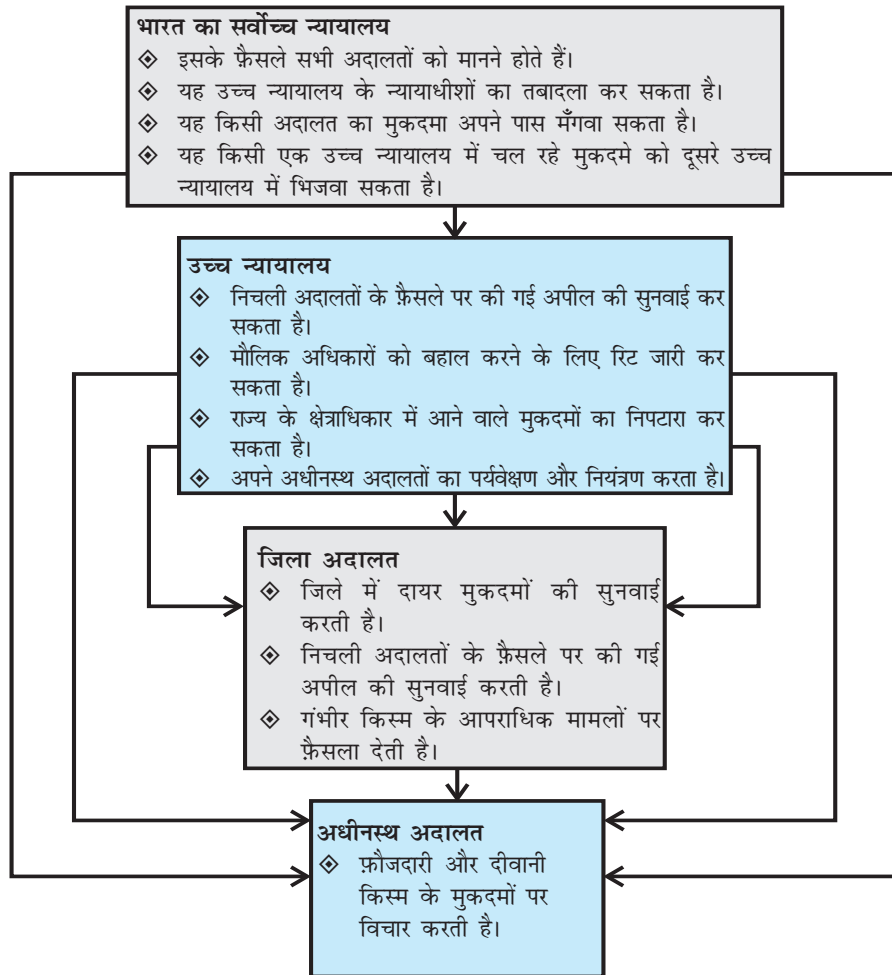 भारत का सर्वोच्च न्यायालय
◈ इसके फ़ैसले सभी अदालतों को मानने होते हैं।
◈ यह उच्च न्यायालय के न्यायाधीशों का तबादला कर सकता है।
◈ यह किसी अदालत का मुकदमा अपने पास मँगवा सकता है।
◈ यह किसी एक उच्च न्यायालय में चल रहे मुकदमे को दूसरे उच्च
न्यायालय में भिजवा सकता है।
उच्च न्यायालय
◈ निचली अदालतों के फ़ैसले पर की गई अपील की सुनवाई कर
सकता है।
◈ मौलिक अधिकारों को बहाल करने के लिए रिट जारी कर
सकता है।
◈ राज्य के क्षेत्राधिकार में आने वाले मुकदमों का निपटारा कर
सकता है।
◈ अपने अधीनस्थ अदालतों का पर्यवेक्षण और नियंत्रण करता है।
जिला अदालत
◈ जिले में दायर मुकदमों की सुनवाई
करती है।
◈ निचली अदालतों के फ़ैसले पर की गई
अपील की सुनवाई करती है।
◈ गंभीर किस्म के आपराधिक मामलों पर
फ़ैसला देती है।
अधीनस्थ अदालत
◈ फ़ौजदारी और दीवानी
किस्म के मुकदमों पर
विचार करती है।